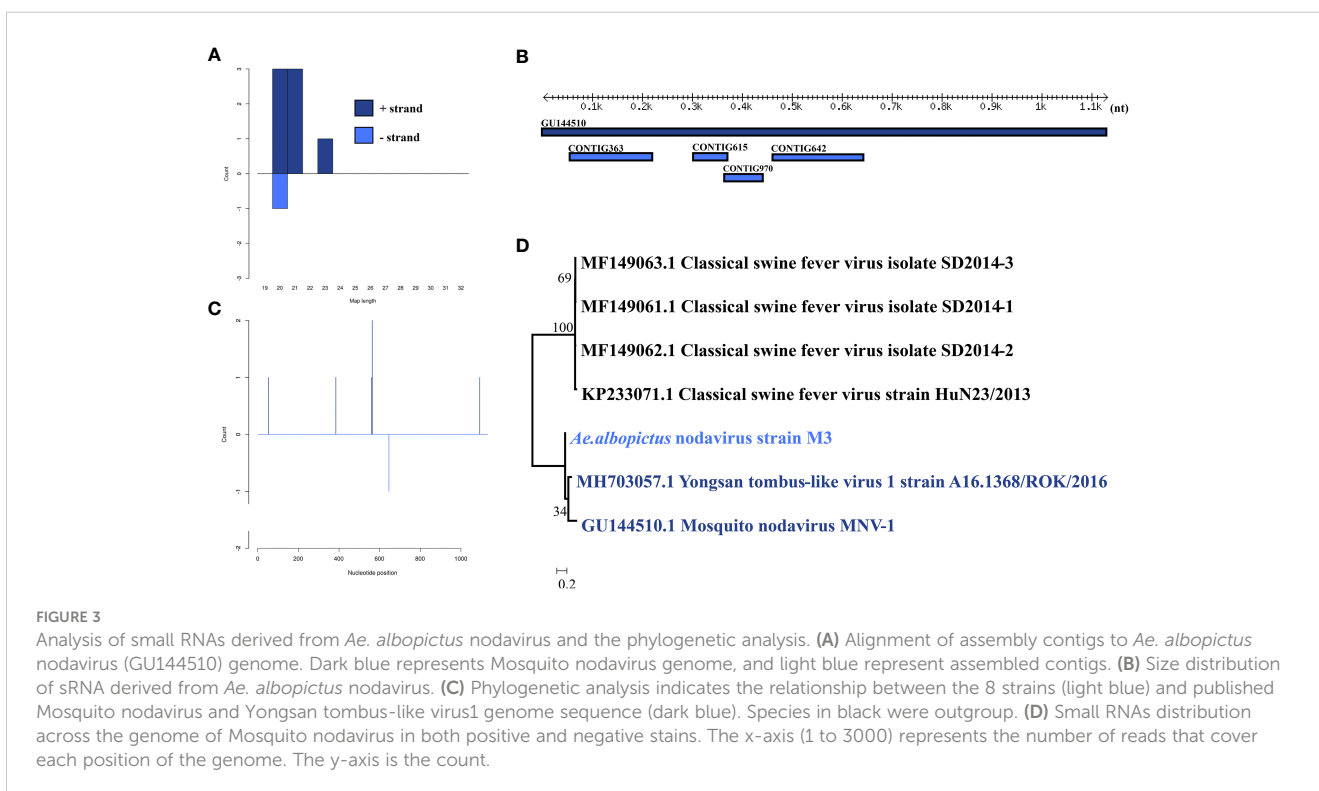 A
3
2
1
0
-1
-2
-3
Count
+ strand
- strand
19 20 21 22 23 24 25 26 27 28 29 30 31 32
Map length
B
0.1k 0.2k 0.3k 0.4k 0.5k 0.6k 0.7k 0.8k 0.9k 1k 1.1k (nt)
GU144510
CONTIG363 CONTIG615 CONTIG642
CONTIG970
C
2
1
0
-1
-2
Count
0 200 400 600 800 1000
Nucleotide position
D
MF149063.1 Classical swine fever virus isolate SD2014-3
69
MF149061.1 Classical swine fever virus isolate SD2014-1
100
MF149062.1 Classical swine fever virus isolate SD2014-2
KP233071.1 Classical swine fever virus strain HuN23/2013
Ae.albopictus nodavirus strain M3
MH703057.1 Yongsan tombus-like virus 1 strain A16.1368/ROK/2016
34
GU144510.1 Mosquito nodavirus MNV-1
0.2
FIGURE 3
Analysis of small RNAs derived from Ae. albopictus nodavirus and the phylogenetic analysis. (A) Alignment of assembly contigs to Ae. albopictus
nodavirus (GU144510) genome. Dark blue represents Mosquito nodavirus genome, and light blue represent assembled contigs. (B) Size distribution
of sRNA derived from Ae. albopictus nodavirus. (C) Phylogenetic analysis indicates the relationship between the 8 strains (light blue) and published
Mosquito nodavirus and Yongsan tombus-like virus1 genome sequence (dark blue). Species in black were outgroup. (D) Small RNAs distribution
across the genome of Mosquito nodavirus in both positive and negative stains. The x-axis (1 to 3000) represents the number of reads that cover
each position of the genome. The y-axis is the count.